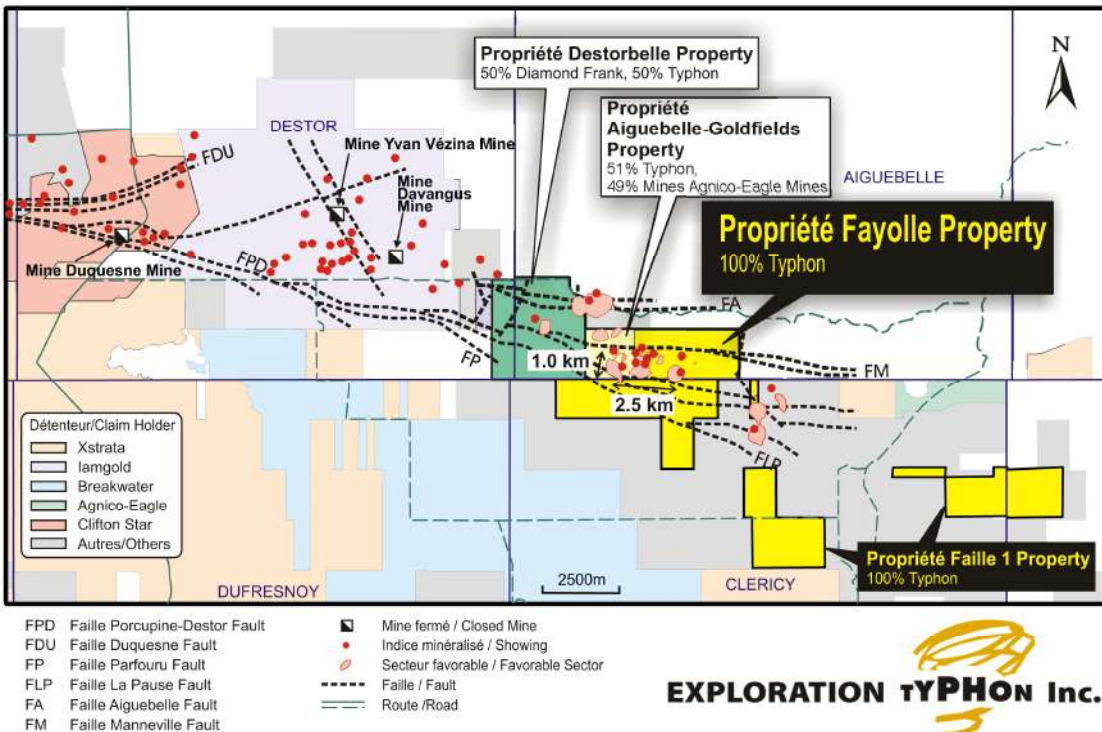 Propriété Destorbelle Property
50% Diamond Frank, 50% Typhon
N
Propriété
Aiguebelle-Goldfields
Property
51% Typhon,
49% Mines Agnico-Eagle Mines
DESTOR
Mine Yvan Vézina Mine
FDU
Mine
Davangus
Mine
AIGUEBELLE
Propriété Fayolle Property
100% Typhon
Mine Duquesne Mine
FPD
FA
FP
1.0 km
FM
2.5 km
FLP
Détenteur/Claim Holder
Xstrata
Iamgold
Breakwater
Agnico-Eagle
Clifton Star
Autres/Others
Propriété Faille 1 Property
100% Typhon
DUFRESNOY
2500m
CLERICY
FPD Faille Porcupine-Destor Fault
FDU Faille Duquesne Fault
FP Faille Parfouru Fault
FLP Faille La Pause Fault
FA Faille Aiguebelle Fault
FM Faille Manneville Fault
Mine fermé / Closed Mine
Indice minéralisé / Showing
Secteur favorable / Favorable Sector
Faille / Fault
Route /Road
EXPLORATION TYPHON Inc.